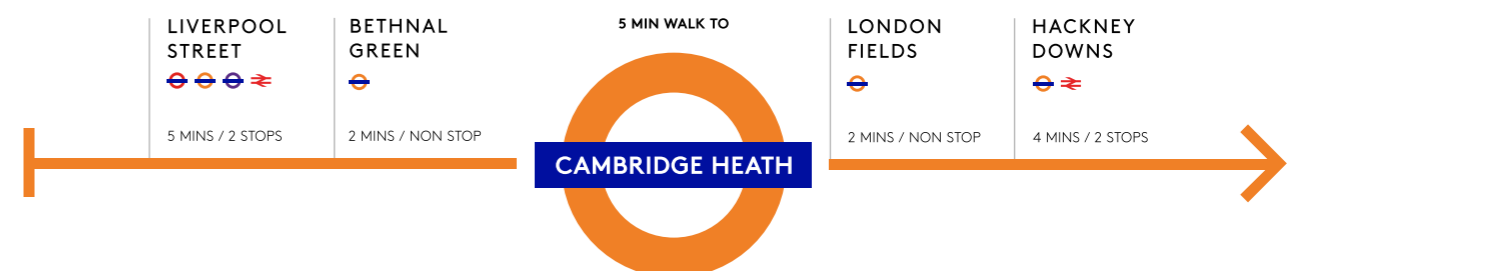 LIVERPOOL
STREET
5 MINS / 2 STOPS
BETHNAL
GREEN
2 MINS / NON STOP
5 MIN WALK TO
CAMBRIDGE HEATH
LONDON
FIELDS
2 MINS / NON STOP
HACKNEY
DOWNS
4 MINS / 2 STOPS